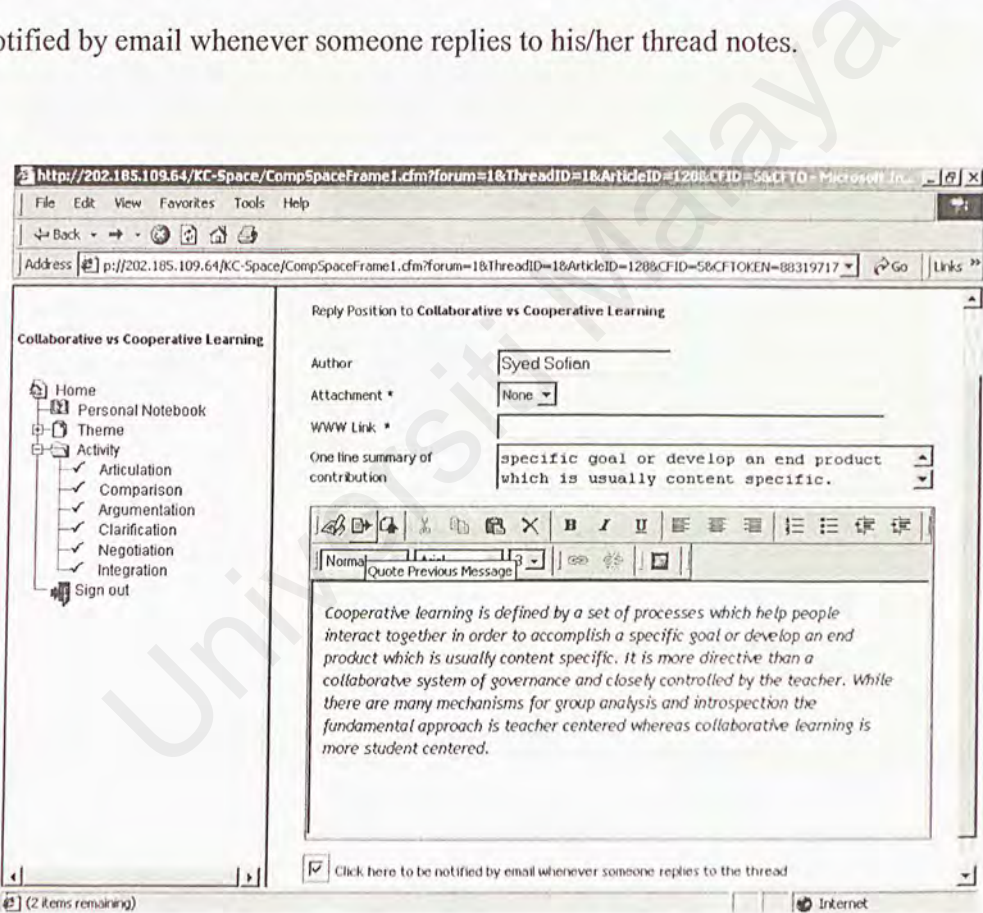 otified by email whenever someone replies to his/her thread notes.
http://202.185.109.64/KC-Space/CompSpaceFrame1.cfm?forum=1&ThreadID=1&ArticleID=128&CFID=5&CFTO - Microsoft In...
File Edit View Favorites Tools Help
Back
Address p://202.185.109.64/KC-Space/CompSpaceFrame1.cfm?forum=1&ThreadID=1&ArticleID=128&CFID=5&CFTOKEN=88319717 Go Links »
Collaborative vs Cooperative Learning
Home
Personal Notebook
Theme
Activity
Articulation
Comparison
Argumentation
Clarification
Negotiation
Integration
Sign out
Reply Position to Collaborative vs Cooperative Learning
Author Syed Sofian
Attachment * None
WWW Link *
One line summary of contribution
specific goal or develop an end product
which is usually content specific.
B I U
Norma 3
Quote Previous Message
Cooperative learning is defined by a set of processes which help people
interact together in order to accomplish a specific goal or develop an end
product which is usually content specific. It is more directive than a
collaboratve system of governance and closely controlled by the teacher. While
there are many mechanisms for group analysis and introspection the
fundamental approach is teacher centered whereas collaborative learning is
more student centered.
Click here to be notified by email whenever someone replies to the thread
(2 items remaining) Internet
University Malaya